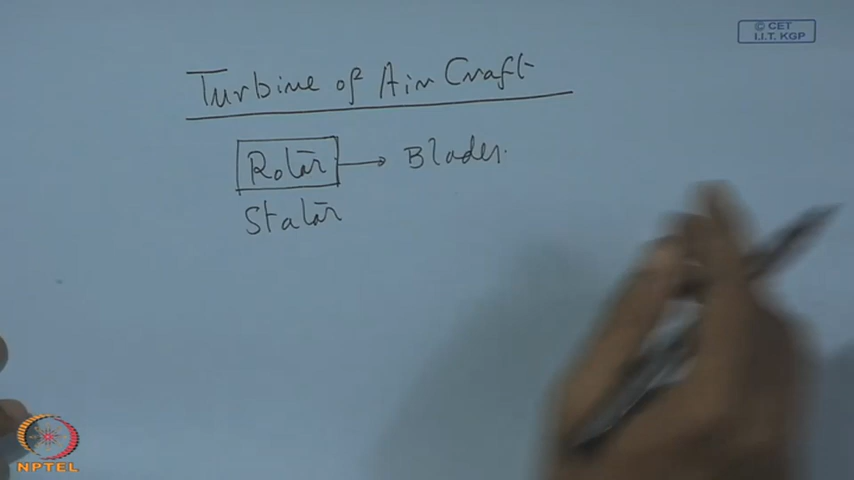 © CET
I.I.T. KGP
Turbine of Air Craft
Rotor → Blades.
Stator
NPTEL